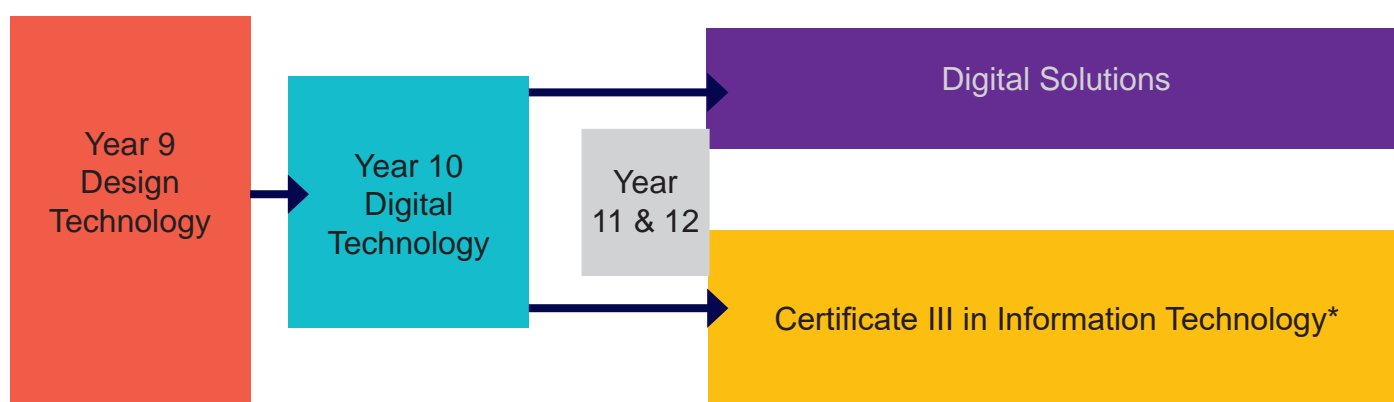 Year 9
Design
Technology
Year 10
Digital
Technology
Year
11 & 12
Digital Solutions
Certificate III in Information Technology*